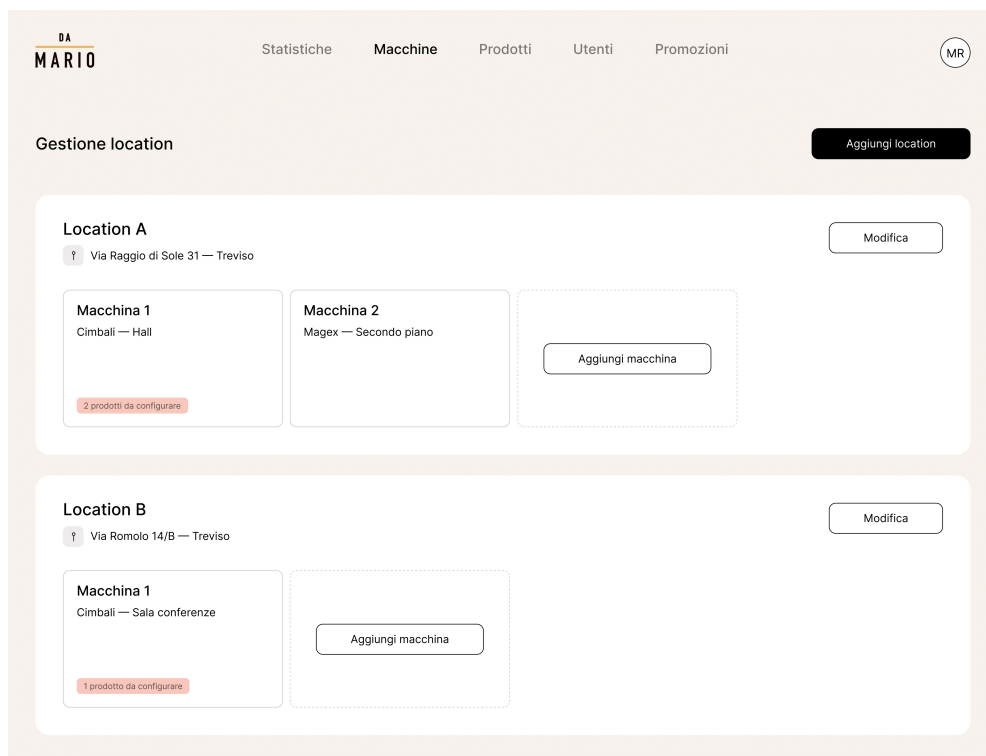 DA
MARIO
Statistiche Macchine Prodotti Utenti Promozioni
MR
Gestione location
Aggiungi location
Location A
Modifica
Via Raggio di Sole 31 — Treviso
Macchina 1
Cimbali — Hall
2 prodotti da configurare
Macchina 2
Magex — Secondo piano
Aggiungi macchina
Location B
Modifica
Via Romolo 14/B — Treviso
Macchina 1
Cimbali — Sala conferenze
1 prodotto da configurare
Aggiungi macchina